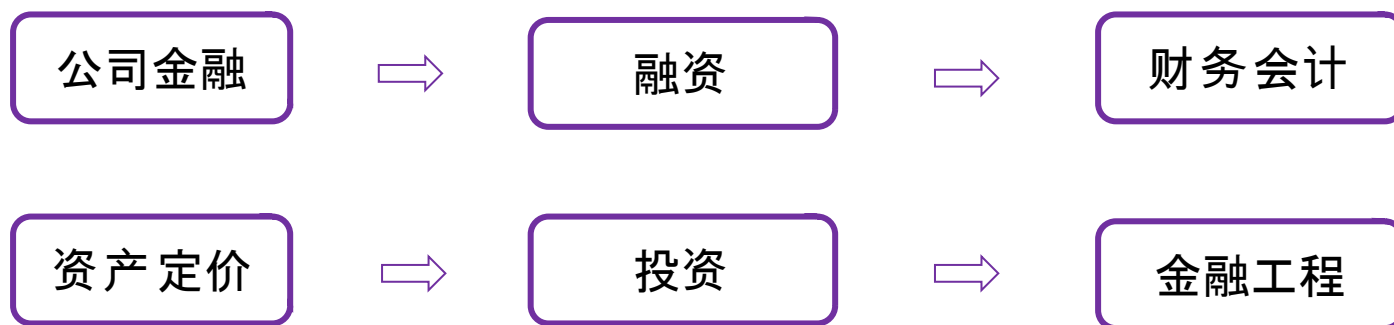 公司金融
融资
财务会计
资产定价
投资
金融工程